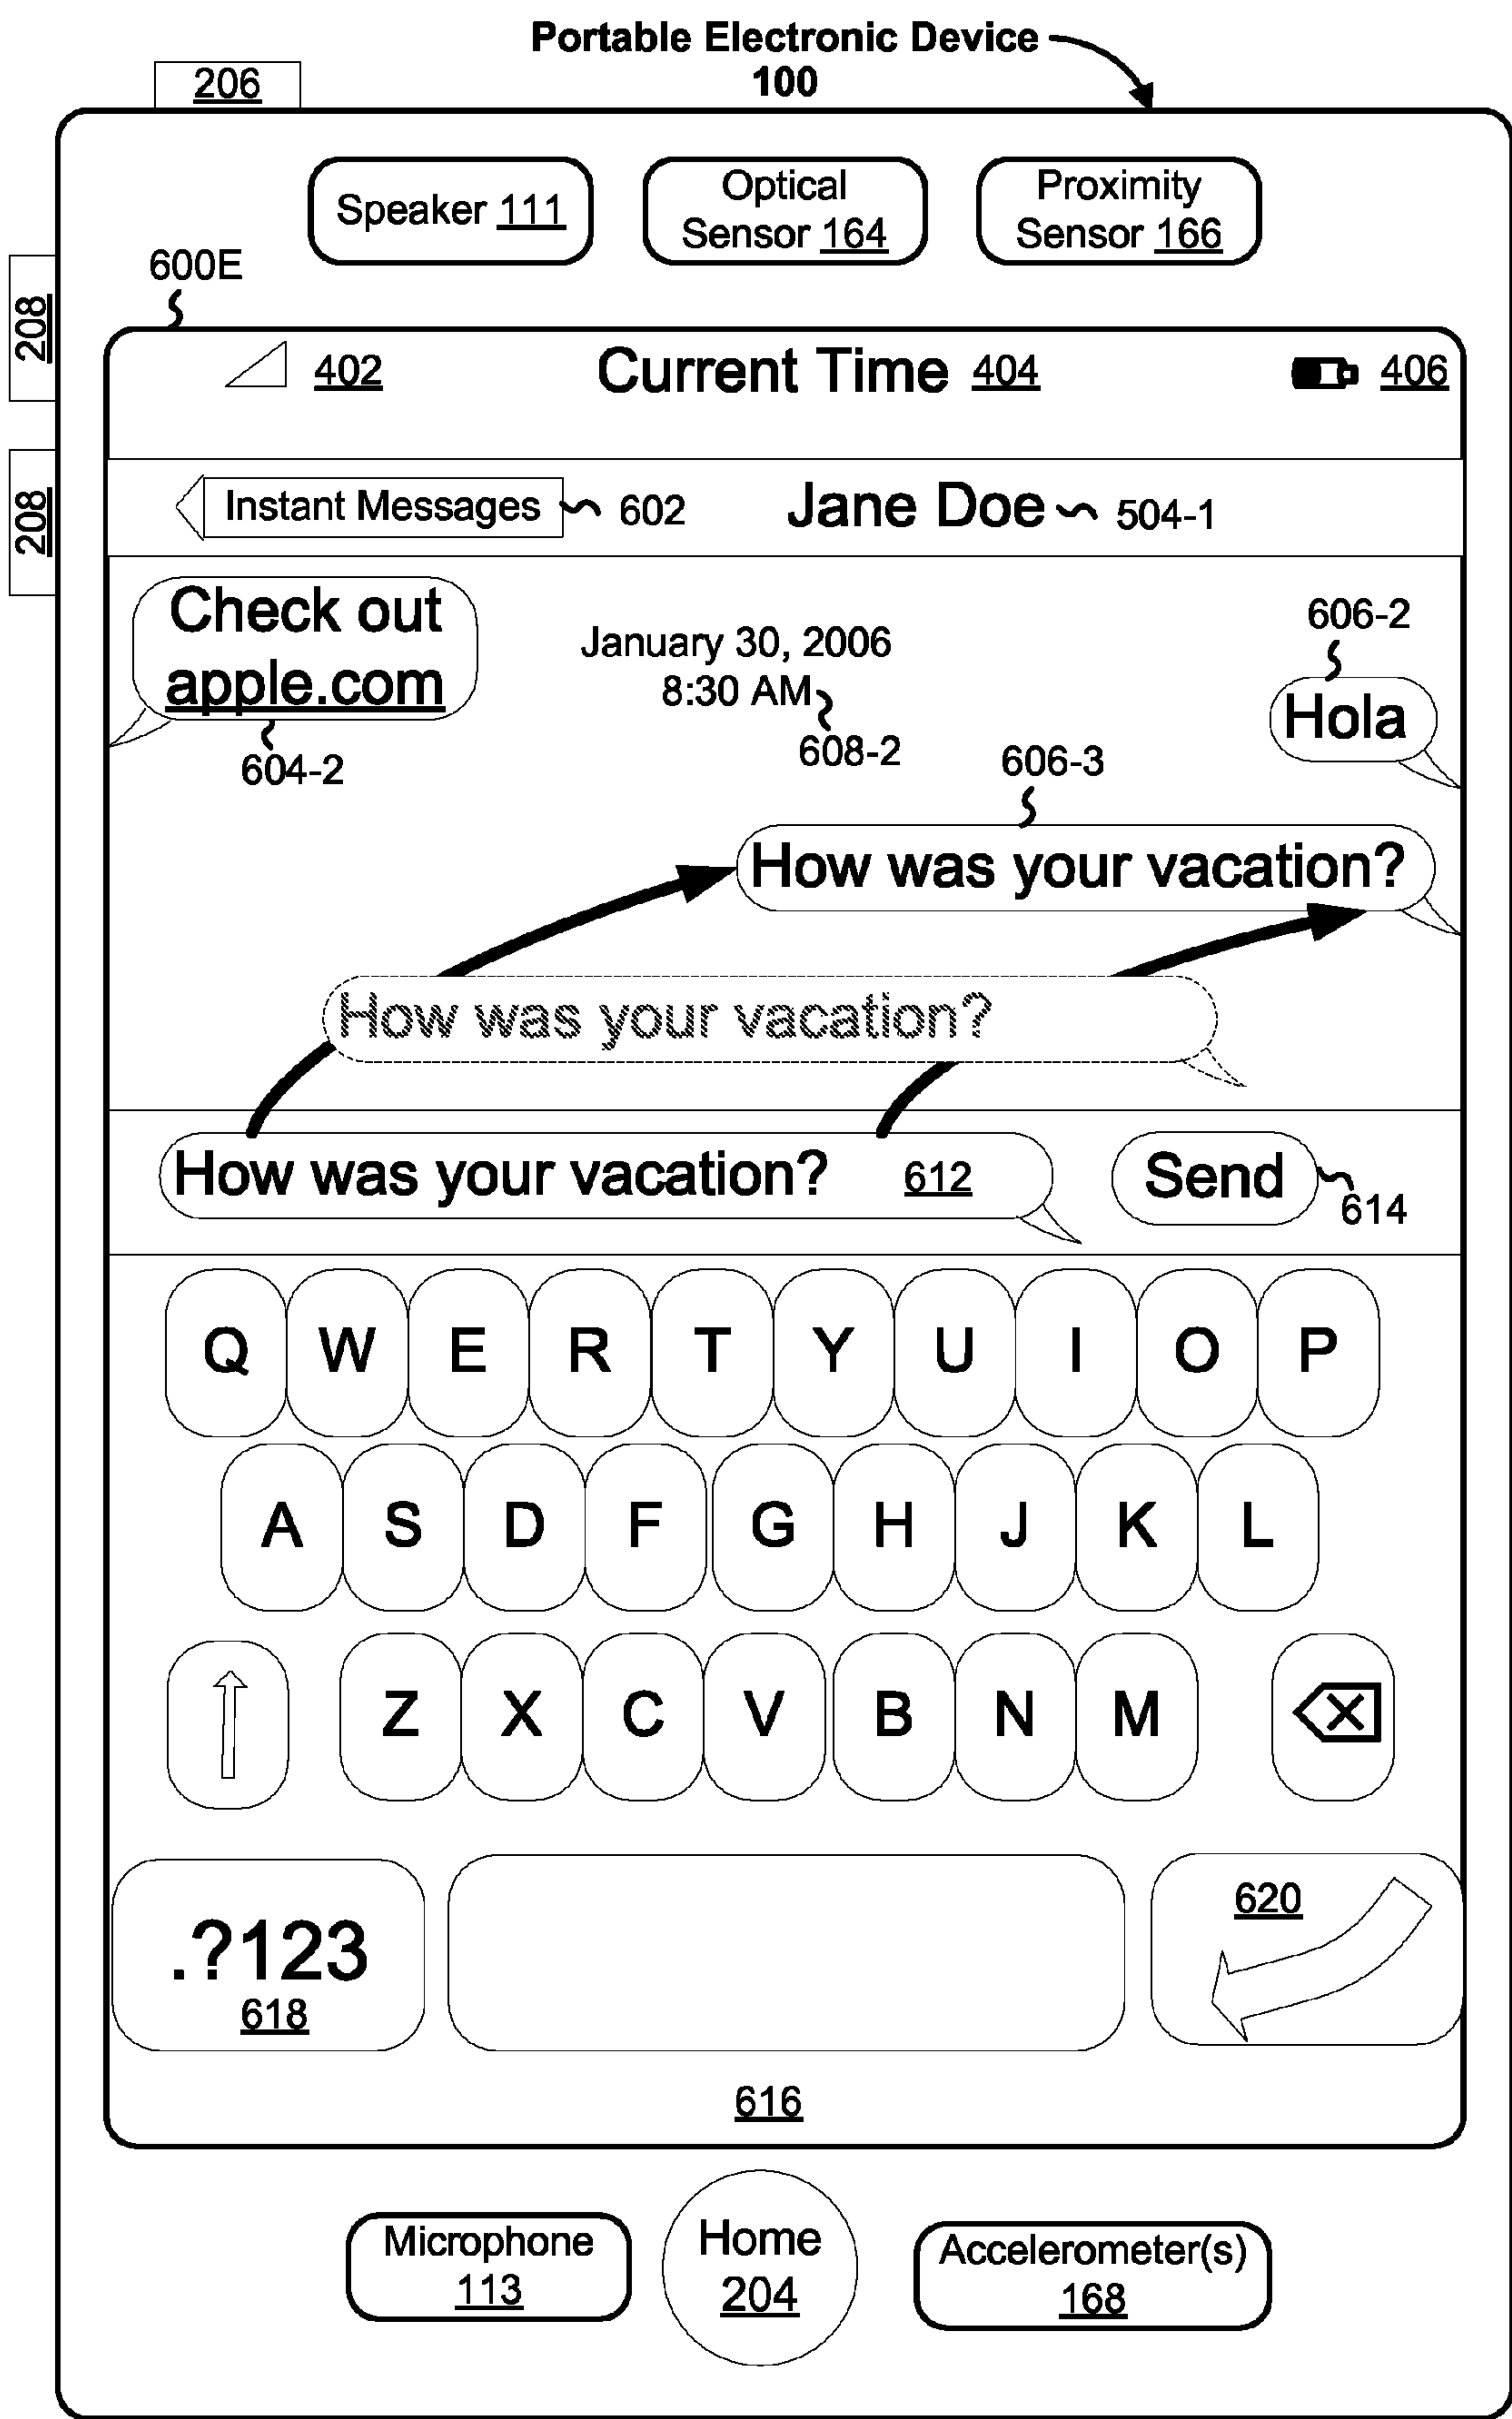 Portable Electronic Device
100
206
Speaker 111
Optical
Sensor 164
Proximity
Sensor 166
600E
208
402
Current Time 404
406
208
Instant Messages
602
Jane Doe
504-1
Check out
apple.com
604-2
January 30, 2006
8:30 AM
608-2
606-2
Hola
606-3
How was your vacation?
How was your vacation?
How was your vacation?
612
Send
614
Q W E R T Y U I O P
A S D F G H J K L
Z X C V B N M
.?123
618
620
616
Microphone
113
Home
204
Accelerometer(s)
168